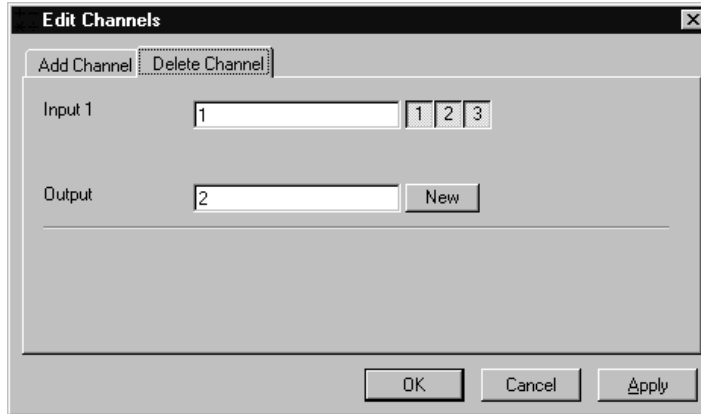 Edit Channels
Add Channel Delete Channel
Input 1 1 1 2 3
Output 2 New
OK Cancel Apply